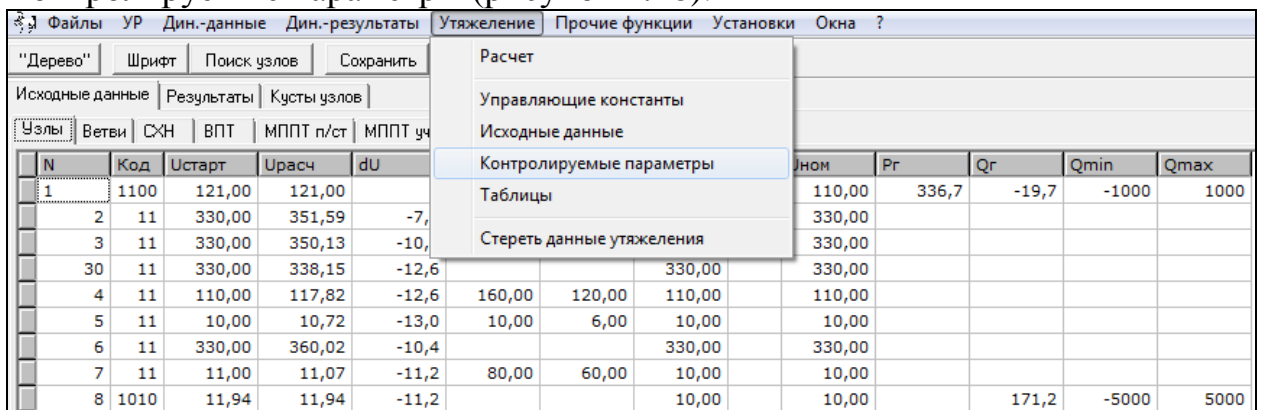 Файлы УР Дин.-данные Дин.-результаты Утяжеление Прочие функции Установки Окна ?
"Дерево" Шрифт Поиск узлов Сохранить
Расчет
Исходные данные Результаты Кусты узлов
Управляющие константы
Узлы Ветви СХН ВПТ МППТ п/ст МППТ уч
Исходные данные
Контролируемые параметры
Таблицы
Стереть данные утяжеления
N Код Uстарт Uрасч dU Uном Pг Qг Qmin Qmax
1 1100 121,00 121,00 110,00 336,7 -19,7 -1000 1000
2 11 330,00 351,59 -7, 330,00
3 11 330,00 350,13 -10, 330,00
30 11 330,00 338,15 -12,6 330,00 330,00
4 11 110,00 117,82 -12,6 160,00 120,00 110,00 110,00
5 11 10,00 10,72 -13,0 10,00 6,00 10,00 10,00
6 11 330,00 360,02 -10,4 330,00 330,00
7 11 11,00 11,07 -11,2 80,00 60,00 10,00 10,00
8 1010 11,94 11,94 -11,2 10,00 10,00 171,2 -5000 5000